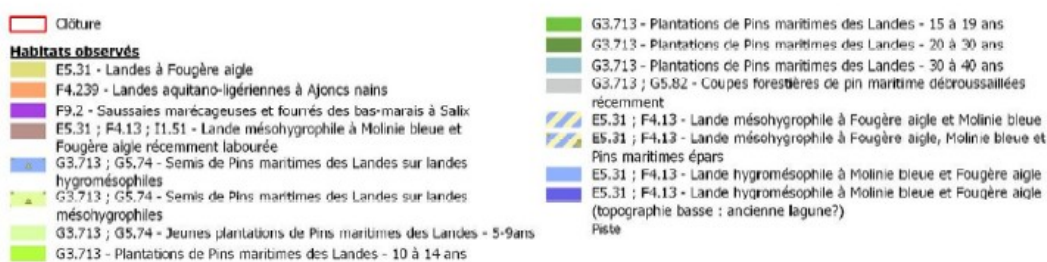 Clôture
Habitats observés
E5.31 - Landes à Fougère aigle
F4.239 - Landes aquitano-ligériennes à Ajoncs nains
F9.2 - Saussaies marécageuses et fourrés des bas-marais à Salix
E5.31 ; F4.13 ; I1.51 - Lande mésohygrophile à Molinie bleue et
Fougère aigle récemment labourée
G3.713 ; G5.74 - Semis de Pins maritimes des Landes sur landes
hygromésophiles
G3.713 ; G5.74 - Semis de Pins maritimes des Landes sur landes
mésohygrophiles
G3.713 ; G5.74 - Jeunes plantations de Pins maritimes des Landes - 5-9ans
G3.713 - Plantations de Pins maritimes des Landes - 10 à 14 ans
G3.713 - Plantations de Pins maritimes des Landes - 15 à 19 ans
G3.713 - Plantations de Pins maritimes des Landes - 20 à 30 ans
G3.713 - Plantations de Pins maritimes des Landes - 30 à 40 ans
G3.713 ; G5.82 - Coupes forestières de pin maritime débroussaillées
récemment
E5.31 ; F4.13 - Lande mésohygrophile à Fougère aigle et Molinie bleue
E5.31 ; F4.13 - Lande mésohygrophile à Fougère aigle, Molinie bleue et
Pins maritimes épars
E5.31 ; F4.13 - Lande hygromésophile à Molinie bleue et Fougère aigle
E5.31 ; F4.13 - Lande hygromésophile à Molinie bleue et Fougère aigle
(topographie basse : ancienne lagune?)
Piste